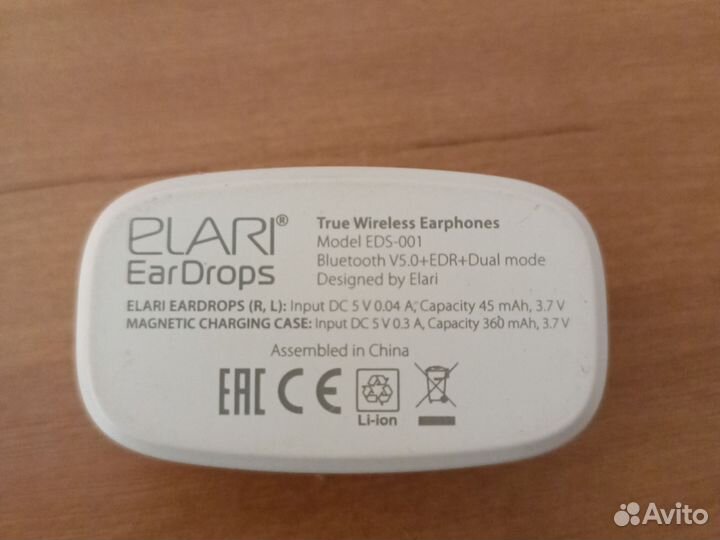 ELARI®
EarDrops
True Wireless Earphones
Model EDS-001
Bluetooth V5.0+EDR+Dual mode
Designed by Elari
ELARI EARDROPS (R, L): Input DC 5 V 0.04 A, Capacity 45 mAh, 3.7 V
MAGNETIC CHARGING CASE: Input DC 5 V 0.3 A, Capacity 360 mAh, 3.7 V
Assembled in China
EAC CE
Li-ion
Avito